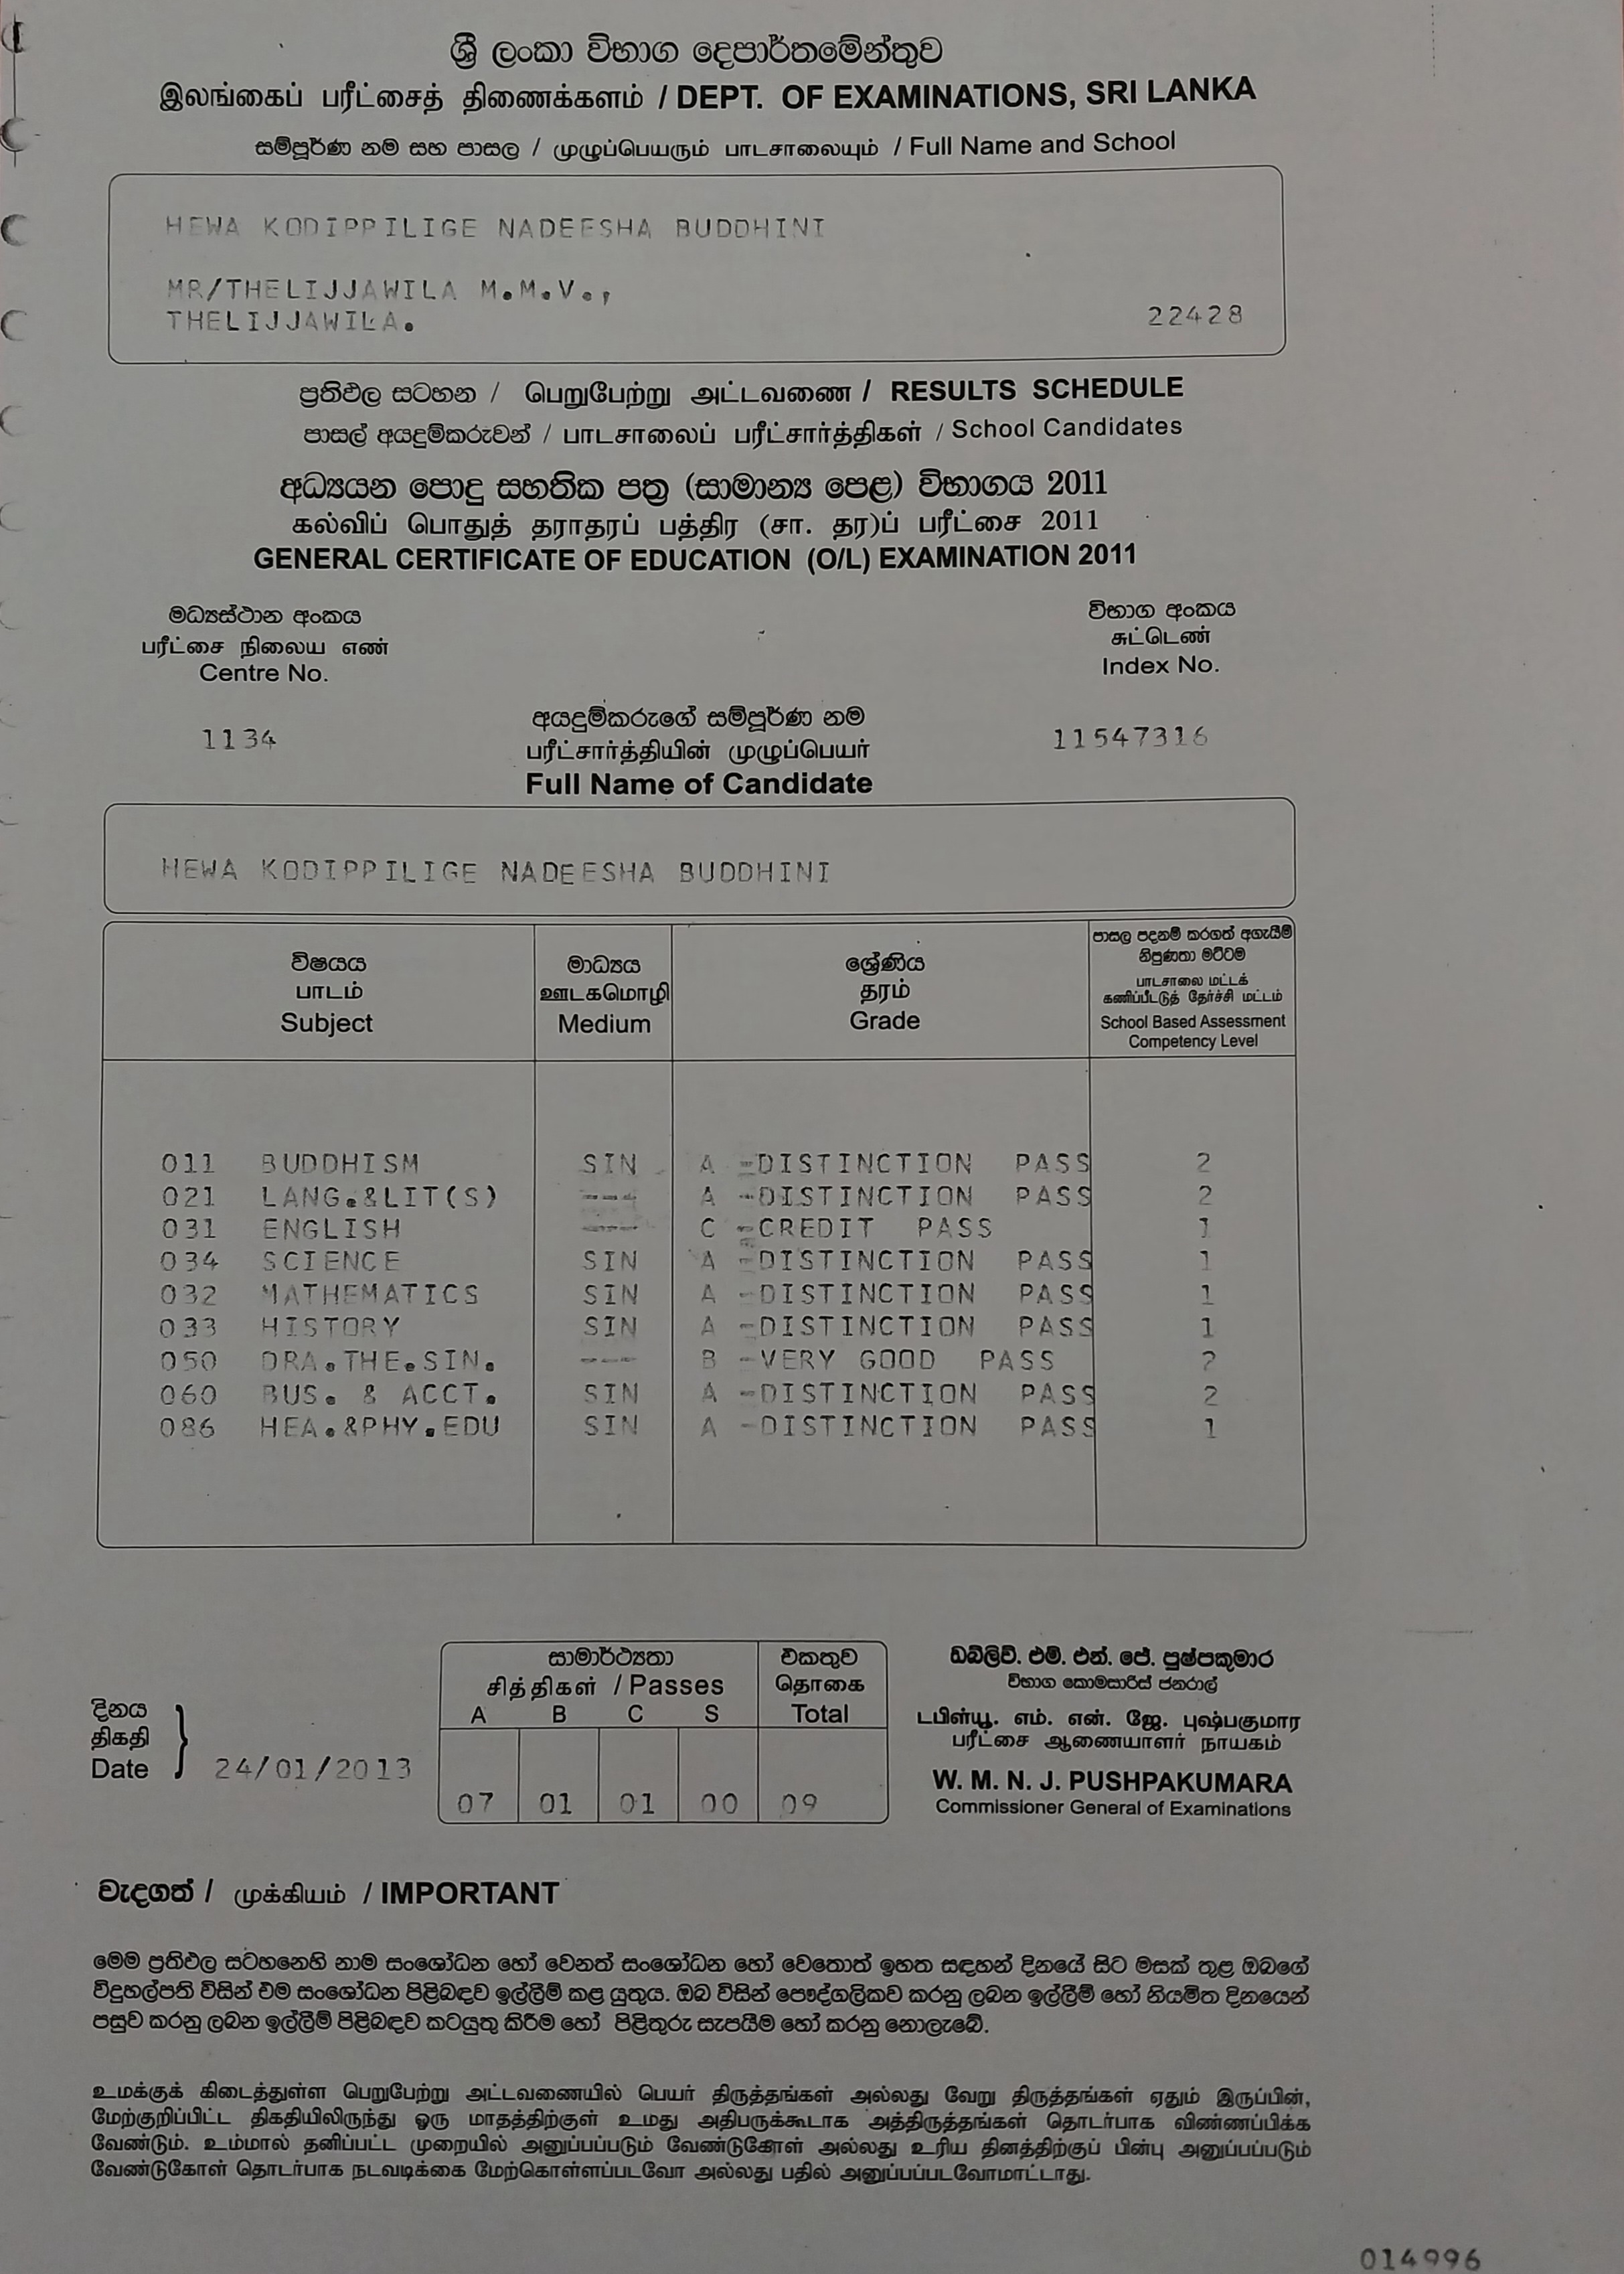 ශ්‍රී ලංකා විභාග දෙපාර්තමේන්තුව
இலங்கைப் பரீட்சைத் திணைக்களம் / DEPT. OF EXAMINATIONS, SRI LANKA
සම්පූර්ණ නම සහ පාසල / முழுப்பெயரும் பாடசாலையும் / Full Name and School
HEWA KODIPPILIGE NADEESHA BUDDHINI
MR/THELIJJAWILA M.M.V.,
THELIJJAWILA. 22428
ප්‍රතිඵල සටහන / பெறுபேற்று அட்டவணை / RESULTS SCHEDULE
පාසල් අයදුම්කරුවන් / பாடசாலைப் பரீட்சார்த்திகள் / School Candidates
අධ්‍යයන පොදු සහතික පත්‍ර (සාමාන්‍ය පෙළ) විභාගය 2011
கல்விப் பொதுத் தராதரப் பத்திர (சா. தர)ப் பரீட்சை 2011
GENERAL CERTIFICATE OF EDUCATION (O/L) EXAMINATION 2011
මධ්‍යස්ථාන අංකය
பரீட்சை நிலைய எண்
Centre No.
1134
විභාග අංකය
சுட்டெண்
Index No.
11547316
අයදුම්කරුගේ සම්පූර්ණ නම
பரீட்சார்த்தியின் முழுப்பெயர்
Full Name of Candidate
HEWA KODIPPILIGE NADEESHA BUDDHINI
විෂයය
பாடம்
Subject
මාධ්‍යය
ஊடகமொழி
Medium
ශ්‍රේණිය
தரம்
Grade
පාසල පදනම් කරගත් අගැයීම්
නිපුණතා මට්ටම
பாடசாலை மட்டக்
கணிப்பீட்டுத் தேர்ச்சி மட்டம்
School Based Assessment
Competency Level
011 BUDDHISM SIN A -DISTINCTION PASS 2
021 LANG.&LIT(S) --- A -DISTINCTION PASS 2
031 ENGLISH --- C -CREDIT PASS 1
034 SCIENCE SIN A -DISTINCTION PASS 1
032 MATHEMATICS SIN A -DISTINCTION PASS 1
033 HISTORY SIN A -DISTINCTION PASS 1
050 DRA.THE.SIN. --- B -VERY GOOD PASS 2
060 BUS. & ACCT. SIN A -DISTINCTION PASS 2
086 HEA.&PHY.EDU SIN A -DISTINCTION PASS 1
දිනය
திகதி
Date 24/01/2013
සාමාර්ථ්‍යතා
சித்திகள் / Passes
A B C S
එකතුව
தொகை
Total
07 01 01 00 09
ඩබ්ලිව්. එම්. එන්. ජේ. පුෂ්පකුමාර
විභාග කොමසාරිස් ජනරාල්
டபிள்யூ. எம். என். ஜே. புஷ்பகுமார
பரீட்சை ஆணையாளர் நாயகம்
W. M. N. J. PUSHPAKUMARA
Commissioner General of Examinations
වැදගත් / முக்கியம் / IMPORTANT
මෙම ප්‍රතිඵල සටහනෙහි නාම සංශෝධන හෝ වෙනත් සංශෝධන හෝ වෙතොත් ඉහත සඳහන් දිනයේ සිට මසක් තුළ ඔබගේ
විදුහල්පති විසින් එම සංශෝධන පිළිබඳව ඉල්ලීම් කළ යුතුය. ඔබ විසින් පෞද්ගලිකව කරනු ලබන ඉල්ලීම් හෝ නියමිත දිනයෙන්
පසුව කරනු ලබන ඉල්ලීම් පිළිබඳව කටයුතු කිරීම හෝ පිළිතුරු සැපයීම හෝ කරනු නොලැබේ.
உமக்குக் கிடைத்துள்ள பெறுபேற்று அட்டவணையில் பெயர் திருத்தங்கள் அல்லது வேறு திருத்தங்கள் ஏதும் இருப்பின்,
மேற்குறிப்பிட்ட திகதியிலிருந்து ஒரு மாதத்திற்குள் உமது அதிபருக்கூடாக அத்திருத்தங்கள் தொடர்பாக விண்ணப்பிக்க
வேண்டும். உம்மால் தனிப்பட்ட முறையில் அனுப்பப்படும் வேண்டுகோள் அல்லது உரிய தினத்திற்குப் பின்பு அனுப்பப்படும்
வேண்டுகோள் தொடர்பாக நடவடிக்கை மேற்கொள்ளப்படவோ அல்லது பதில் அனுப்பப்படவோமாட்டாது.
014996